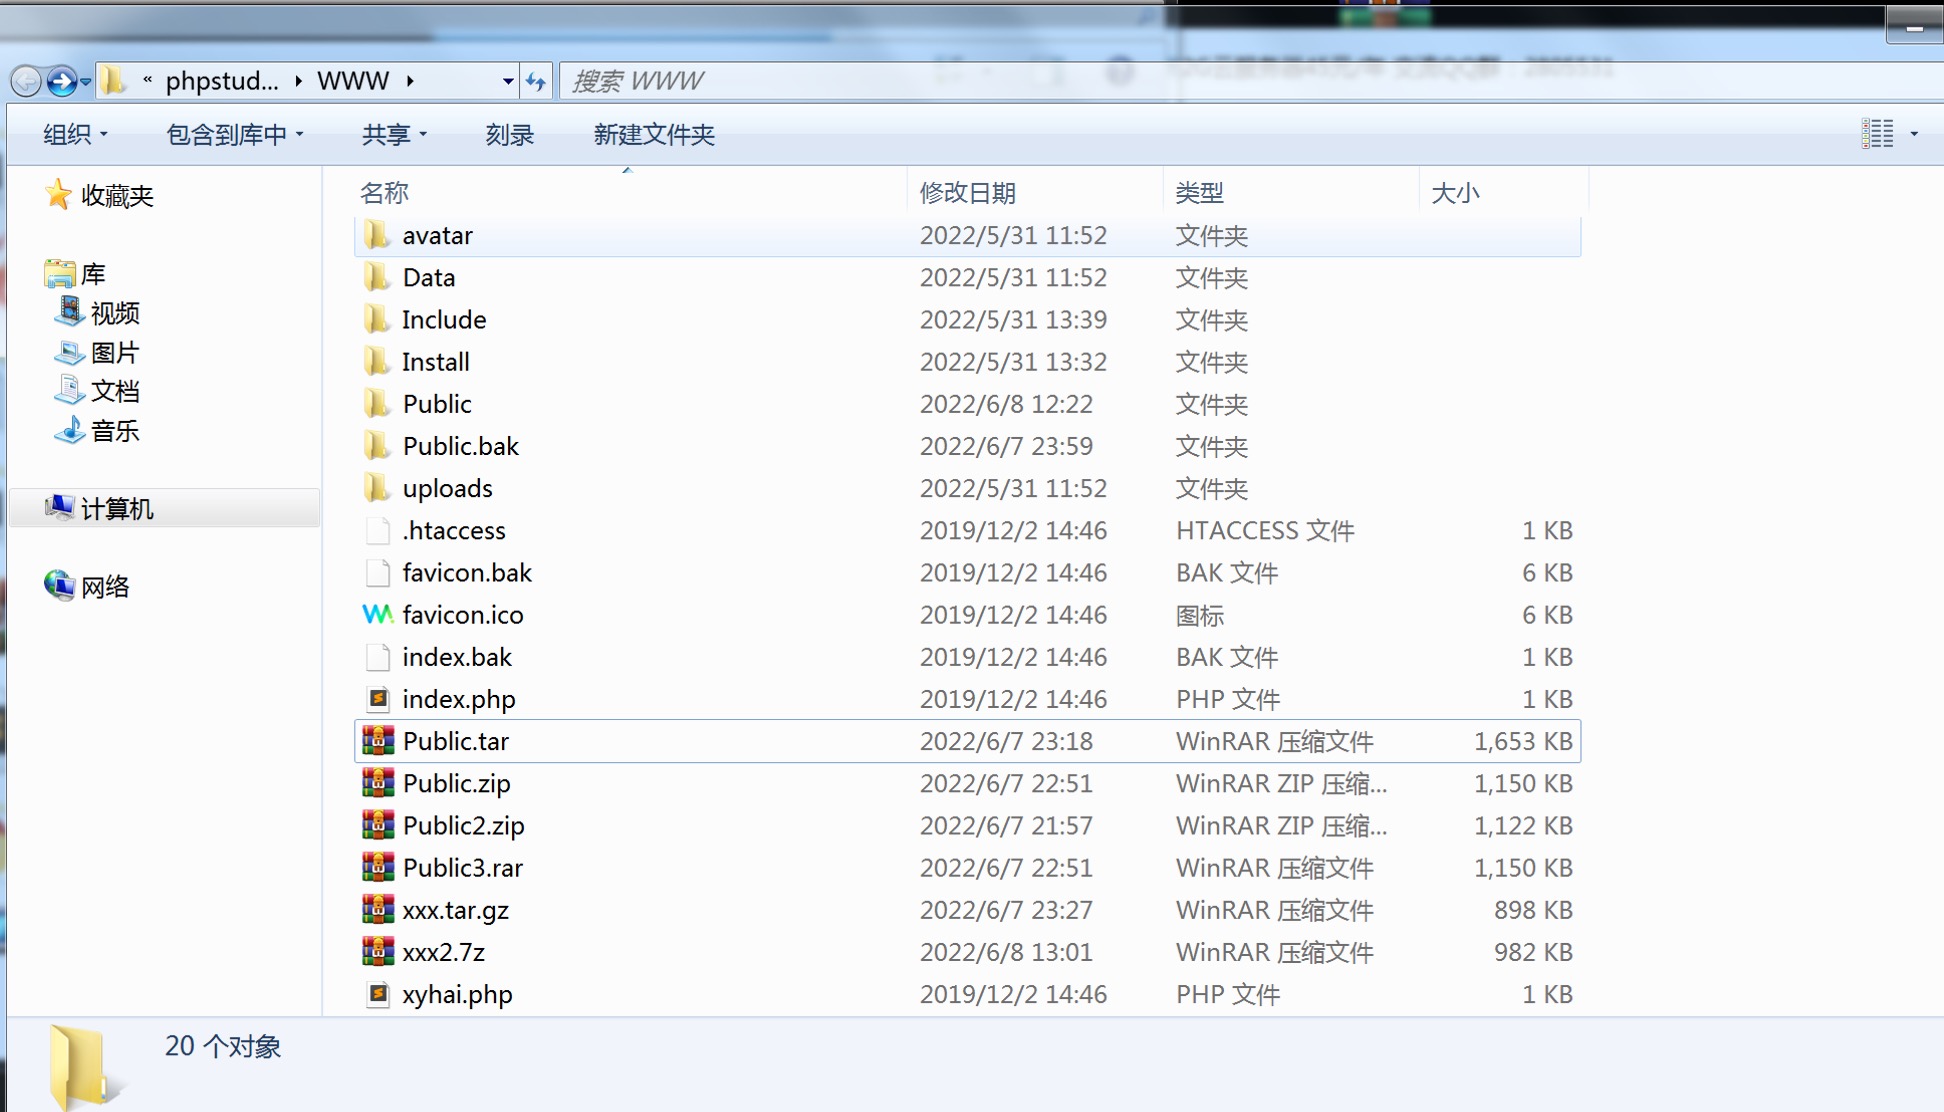 « phpstud... ▸ WWW ▸ 搜索 WWW
组织 包含到库中 共享 刻录 新建文件夹
收藏夹
库
视频
图片
文档
音乐
计算机
网络
名称 修改日期 类型 大小
avatar 2022/5/31 11:52 文件夹
Data 2022/5/31 11:52 文件夹
Include 2022/5/31 13:39 文件夹
Install 2022/5/31 13:32 文件夹
Public 2022/6/8 12:22 文件夹
Public.bak 2022/6/7 23:59 文件夹
uploads 2022/5/31 11:52 文件夹
.htaccess 2019/12/2 14:46 HTACCESS 文件 1 KB
favicon.bak 2019/12/2 14:46 BAK 文件 6 KB
favicon.ico 2019/12/2 14:46 图标 6 KB
index.bak 2019/12/2 14:46 BAK 文件 1 KB
index.php 2019/12/2 14:46 PHP 文件 1 KB
Public.tar 2022/6/7 23:18 WinRAR 压缩文件 1,653 KB
Public.zip 2022/6/7 22:51 WinRAR ZIP 压缩... 1,150 KB
Public2.zip 2022/6/7 21:57 WinRAR ZIP 压缩... 1,122 KB
Public3.rar 2022/6/7 22:51 WinRAR 压缩文件 1,150 KB
xxx.tar.gz 2022/6/7 23:27 WinRAR 压缩文件 898 KB
xxx2.7z 2022/6/8 13:01 WinRAR 压缩文件 982 KB
xyhai.php 2019/12/2 14:46 PHP 文件 1 KB
20 个对象